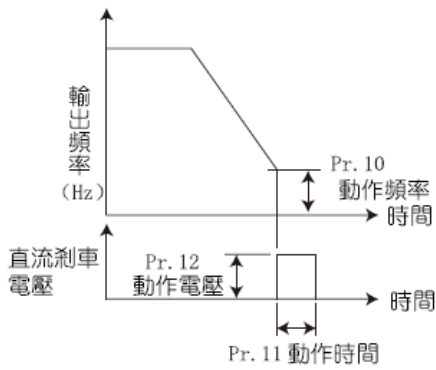 輸出頻率
(Hz)
Pr.10
動作頻率
時間
直流剎車
電壓
Pr.12
動作電壓
時間
Pr.11 動作時間